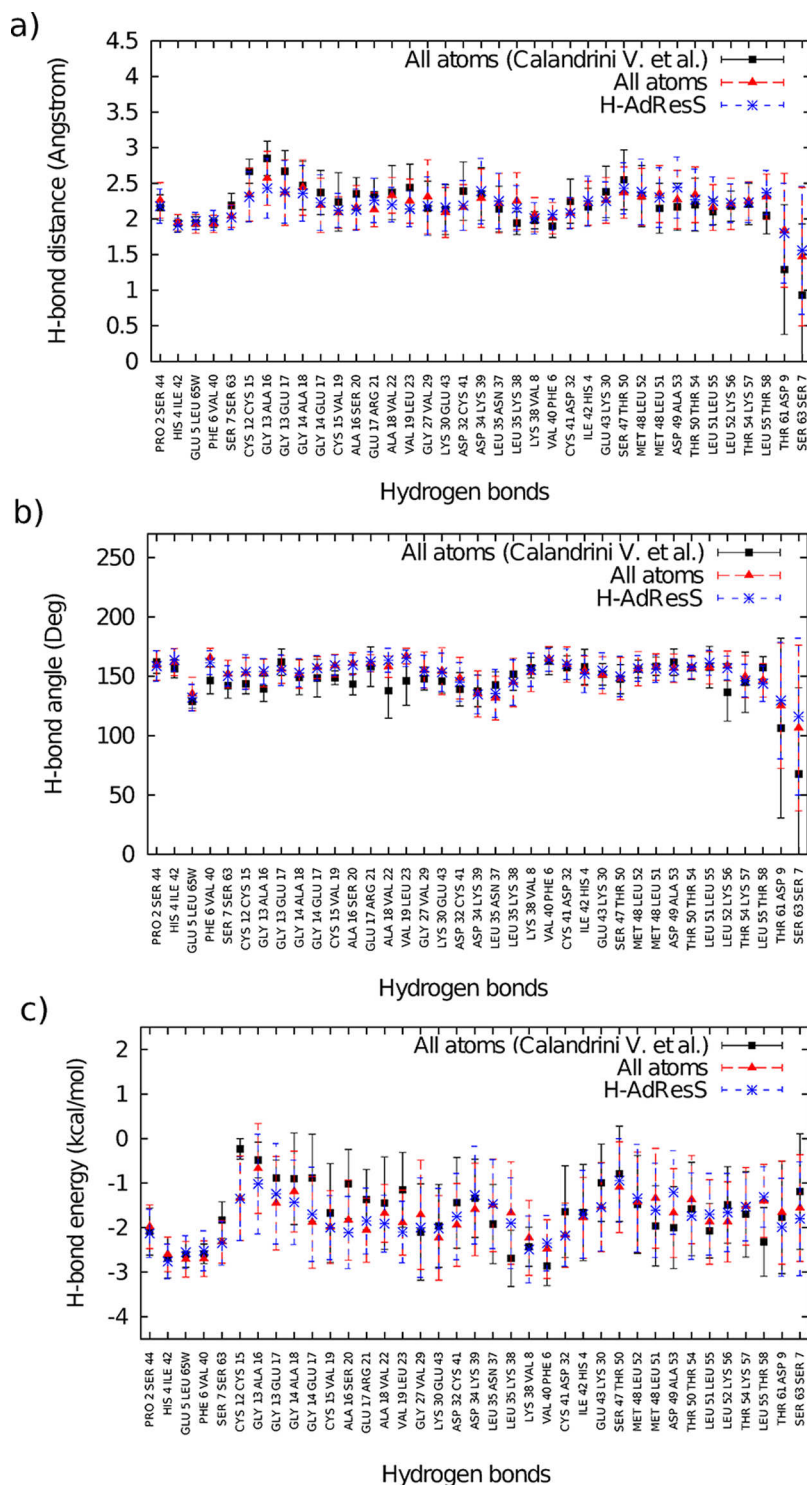 a)
H-bond distance (Angstrom)
4.5
4
3.5
3
2.5
2
1.5
1
0.5
0
All atoms (Calandrini V. et al.)
All atoms
H-AdResS
PRO 2 SER 44
HIS 4 ILE 42
GLU 5 LEU 65W
PHE 6 VAL 40
SER 7 SER 63
CYS 12 CYS 15
GLY 13 ALA 16
GLY 13 GLU 17
GLY 14 ALA 18
GLY 14 GLU 17
CYS 15 VAL 19
ALA 16 SER 20
GLU 17 ARG 21
ALA 18 VAL 22
VAL 19 LEU 23
GLY 27 VAL 29
LYS 30 GLU 43
ASP 32 CYS 41
ASP 34 LYS 39
LEU 35 ASN 37
LEU 35 LYS 38
LYS 38 VAL 8
VAL 40 PHE 6
CYS 41 ASP 32
ILE 42 HIS 4
GLU 43 LYS 30
SER 47 THR 50
MET 48 LEU 52
MET 48 LEU 51
ASP 49 ALA 53
THR 50 THR 54
LEU 51 LEU 55
LEU 52 LYS 56
THR 54 LYS 57
LEU 55 THR 58
THR 61 ASP 9
SER 63 SER 7
Hydrogen bonds
b)
H-bond angle (Deg)
250
200
150
100
50
0
All atoms (Calandrini V. et al.)
All atoms
H-AdResS
PRO 2 SER 44
HIS 4 ILE 42
GLU 5 LEU 65W
PHE 6 VAL 40
SER 7 SER 63
CYS 12 CYS 15
GLY 13 ALA 16
GLY 13 GLU 17
GLY 14 ALA 18
GLY 14 GLU 17
CYS 15 VAL 19
ALA 16 SER 20
GLU 17 ARG 21
ALA 18 VAL 22
VAL 19 LEU 23
GLY 27 VAL 29
LYS 30 GLU 43
ASP 32 CYS 41
ASP 34 LYS 39
LEU 35 ASN 37
LEU 35 LYS 38
LYS 38 VAL 8
VAL 40 PHE 6
CYS 41 ASP 32
ILE 42 HIS 4
GLU 43 LYS 30
SER 47 THR 50
MET 48 LEU 52
MET 48 LEU 51
ASP 49 ALA 53
THR 50 THR 54
LEU 51 LEU 55
LEU 52 LYS 56
THR 54 LYS 57
LEU 55 THR 58
THR 61 ASP 9
SER 63 SER 7
Hydrogen bonds
c)
H-bond energy (kcal/mol)
2
1
0
-1
-2
-3
-4
All atoms (Calandrini V. et al.)
All atoms
H-AdResS
PRO 2 SER 44
HIS 4 ILE 42
GLU 5 LEU 65W
PHE 6 VAL 40
SER 7 SER 63
CYS 12 CYS 15
GLY 13 ALA 16
GLY 13 GLU 17
GLY 14 ALA 18
GLY 14 GLU 17
CYS 15 VAL 19
ALA 16 SER 20
GLU 17 ARG 21
ALA 18 VAL 22
VAL 19 LEU 23
GLY 27 VAL 29
LYS 30 GLU 43
ASP 32 CYS 41
ASP 34 LYS 39
LEU 35 ASN 37
LEU 35 LYS 38
LYS 38 VAL 8
VAL 40 PHE 6
CYS 41 ASP 32
ILE 42 HIS 4
GLU 43 LYS 30
SER 47 THR 50
MET 48 LEU 52
MET 48 LEU 51
ASP 49 ALA 53
THR 50 THR 54
LEU 51 LEU 55
LEU 52 LYS 56
THR 54 LYS 57
LEU 55 THR 58
THR 61 ASP 9
SER 63 SER 7
Hydrogen bonds